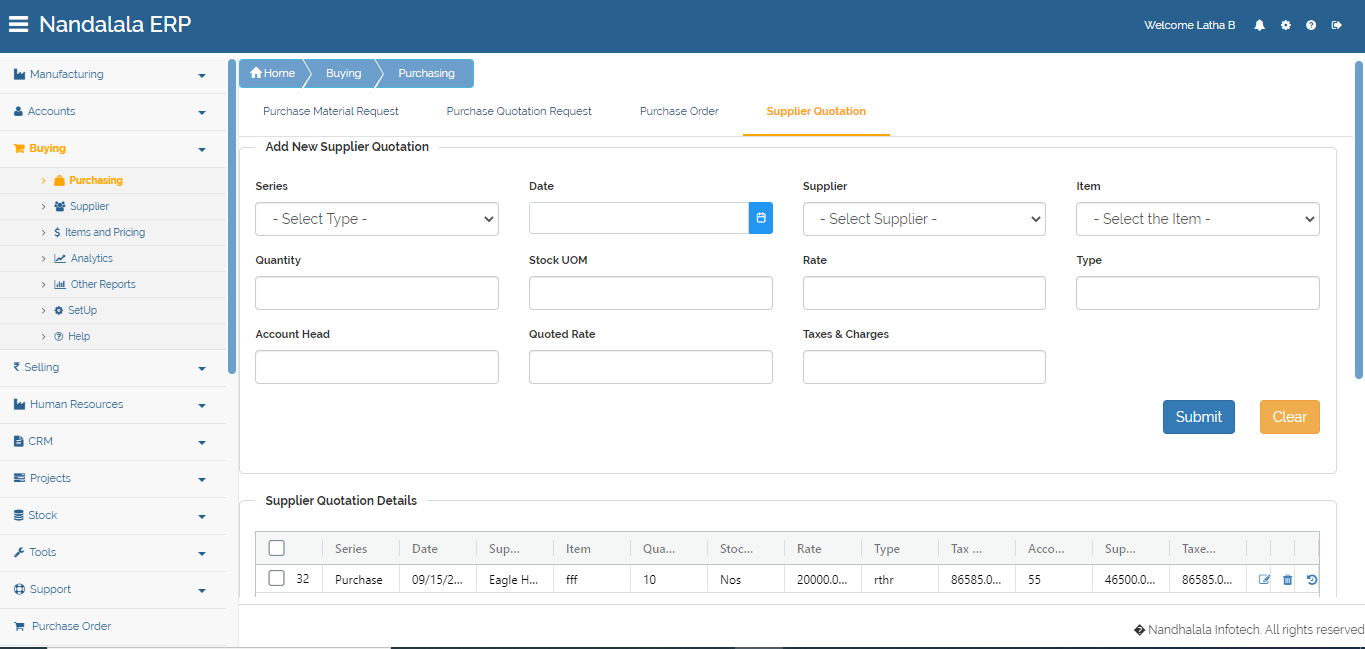 Nandalala ERP
Welcome Latha B
Manufacturing
Accounts
Buying
Purchasing
Supplier
$ Items and Pricing
Analytics
Other Reports
SetUp
Help
₹ Selling
Human Resources
CRM
Projects
Stock
Tools
Support
Purchase Order
Home Buying Purchasing
Purchase Material Request Purchase Quotation Request Purchase Order Supplier Quotation
Add New Supplier Quotation
Series Date Supplier Item
- Select Type - - Select Supplier - - Select the Item -
Quantity Stock UOM Rate Type
Account Head Quoted Rate Taxes & Charges
Submit Clear
Supplier Quotation Details
Series Date Sup... Item Qua... Stoc... Rate Type Tax ... Acco... Sup... Taxe...
32 Purchase 09/15/2... Eagle H... fff 10 Nos 20000.0... rthr 86585.0... 55 46500.0... 86585.0...
� Nandhalala Infotech. All rights reserved